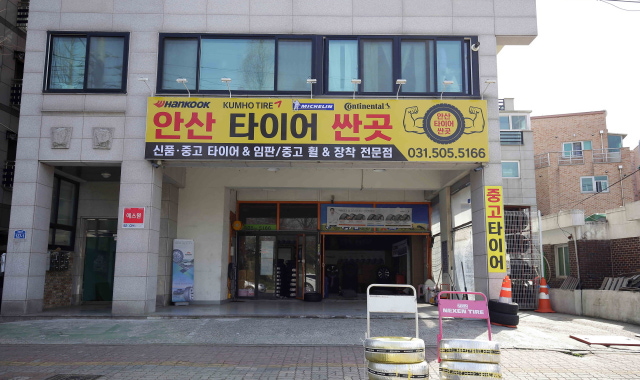 HANKOOK KUMHO TIRE MICHELIN Continental
안산 타이어 싼곳
안산
타이어
싼곳
신품·중고 타이어 & 임판/중고 휠 & 장착 전문점
031.505.5166
중고타이어
NEXEN TIRE